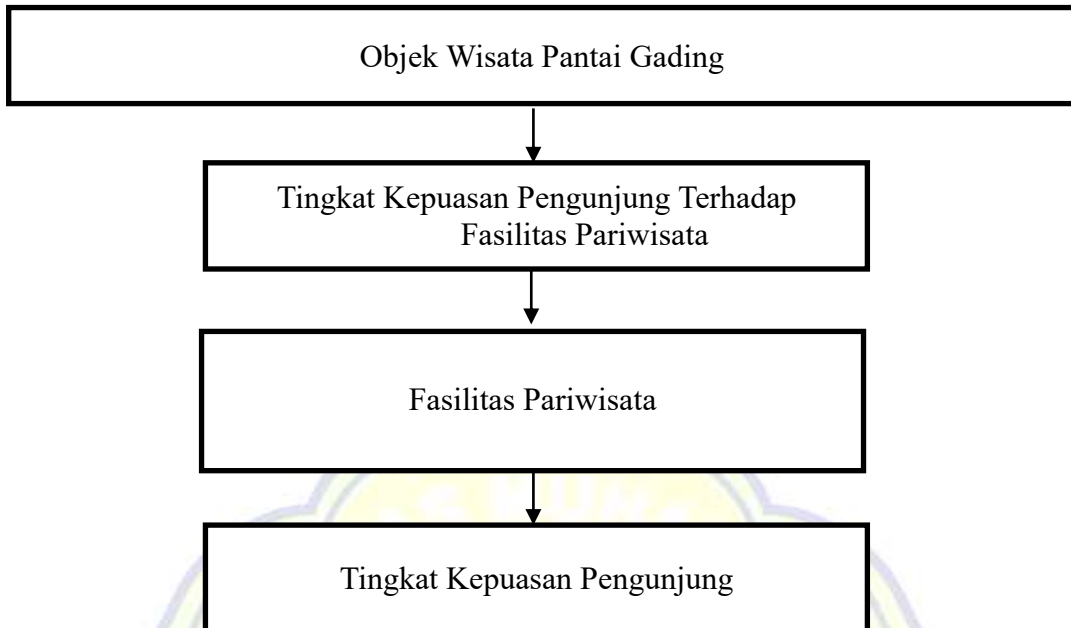 Objek Wisata Pantai Gading
Tingkat Kepuasan Pengunjung Terhadap
Fasilitas Pariwisata
Fasilitas Pariwisata
Tingkat Kepuasan Pengunjung